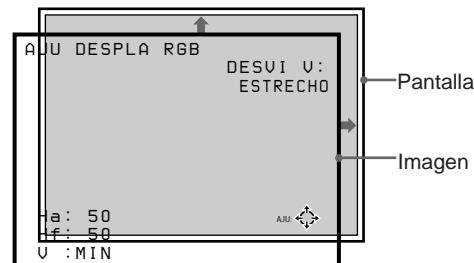 AJU DESPLA RGB
DESVI V:
ESTRECHO
Pantalla
Imagen
Ha: 50
AJU:
Hf: 50
V :MIN